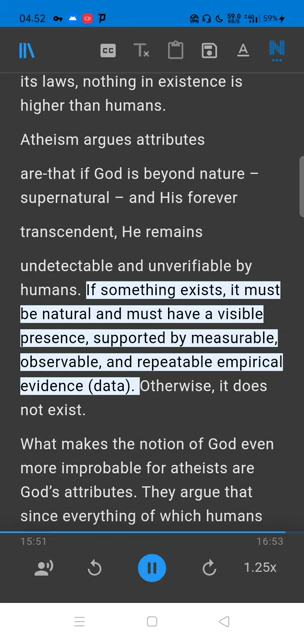 04.52
59%
CC
its laws, nothing in existence is
higher than humans.
Atheism argues attributes
are-that if God is beyond nature –
supernatural – and His forever
transcendent, He remains
undetectable and unverifiable by
humans. If something exists, it must
be natural and must have a visible
presence, supported by measurable,
observable, and repeatable empirical
evidence (data). Otherwise, it does
not exist.
What makes the notion of God even
more improbable for atheists are
God's attributes. They argue that
since everything of which humans
15:51 16:53
1.25x